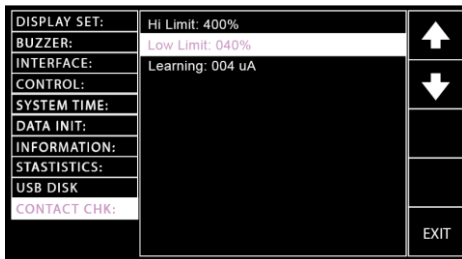 DISPLAY SET:
BUZZER:
INTERFACE:
CONTROL:
SYSTEM TIME:
DATA INIT:
INFORMATION:
STASTISTICS:
USB DISK
CONTACT CHK:
Hi Limit: 400%
Low Limit: 040%
Learning: 004 uA
EXIT